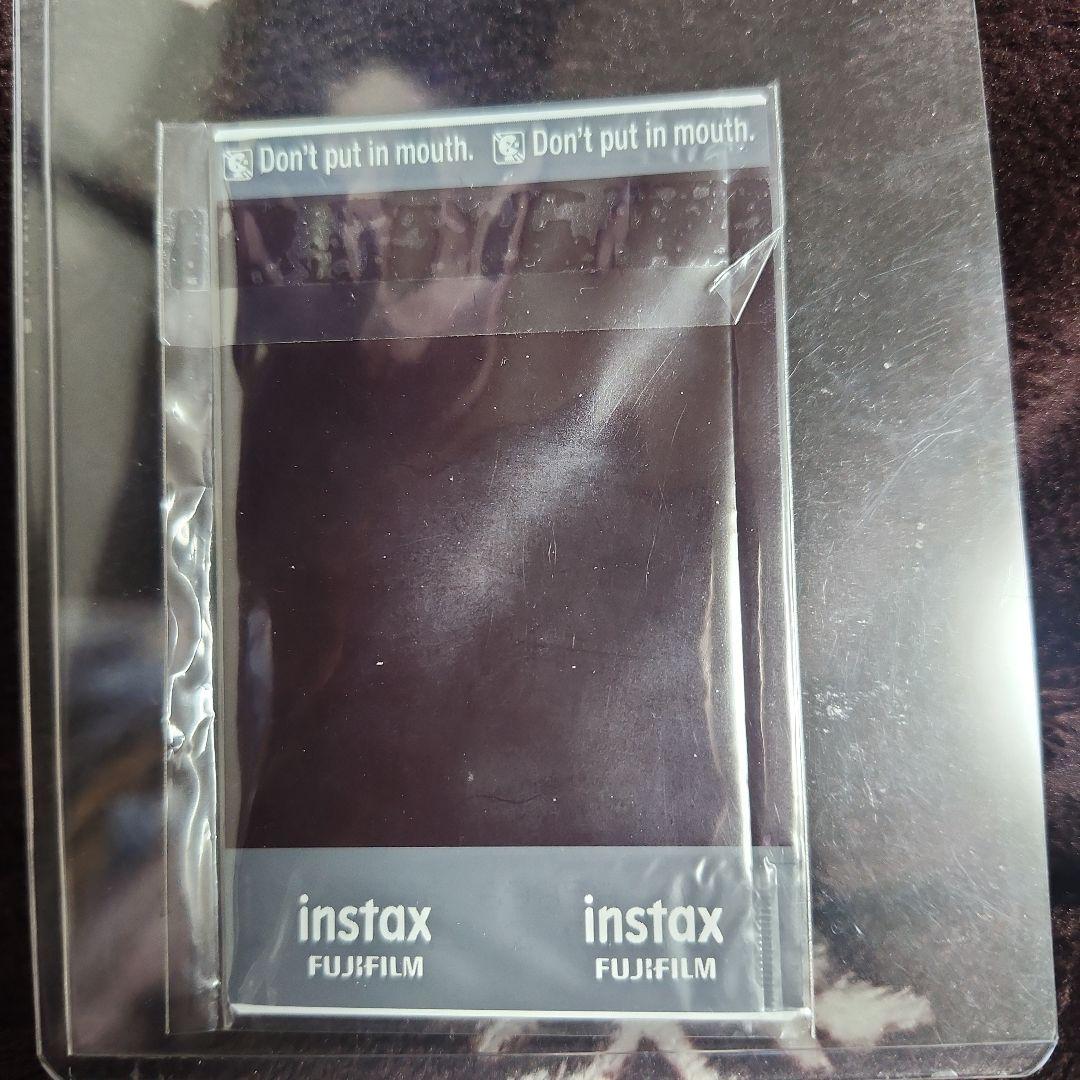 Don't put in mouth. Don't put in mouth.
instax instax
FUJIFILM FUJIFILM